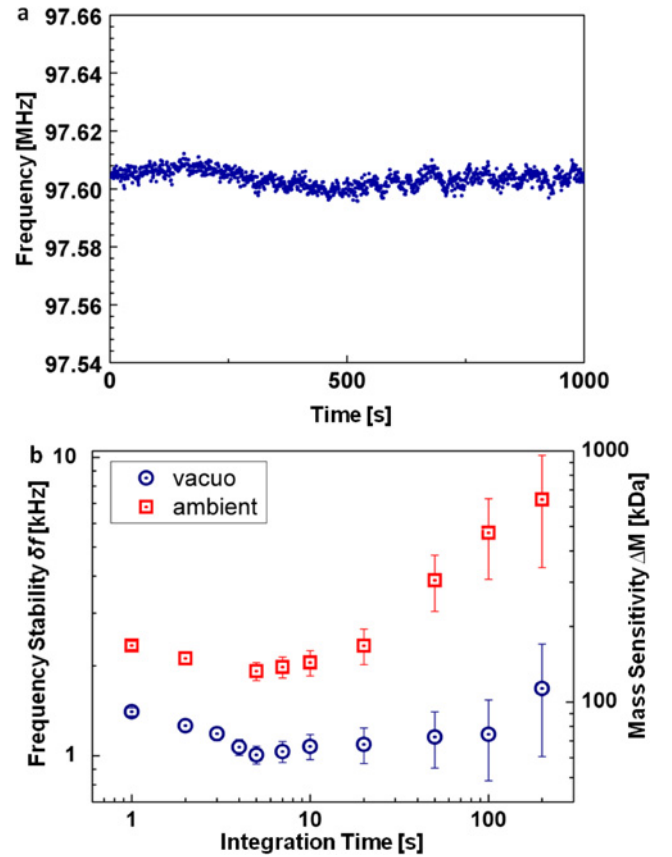 a
97.66
97.64
97.62
97.60
97.58
97.56
97.54
Frequency [MHz]
0
500
1000
Time [s]
b
vacuo
ambient
10
1
Frequency Stability δf [kHz]
1000
100
Mass Sensitivity ΔM [kDa]
1
10
100
Integration Time [s]